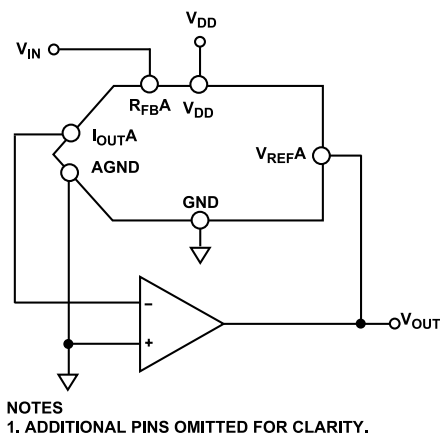 V_DD
V_IN
R_FBA V_DD
I_OUTA
AGND
V_REFA
GND
–
+
V_OUT
NOTES
1. ADDITIONAL PINS OMITTED FOR CLARITY.